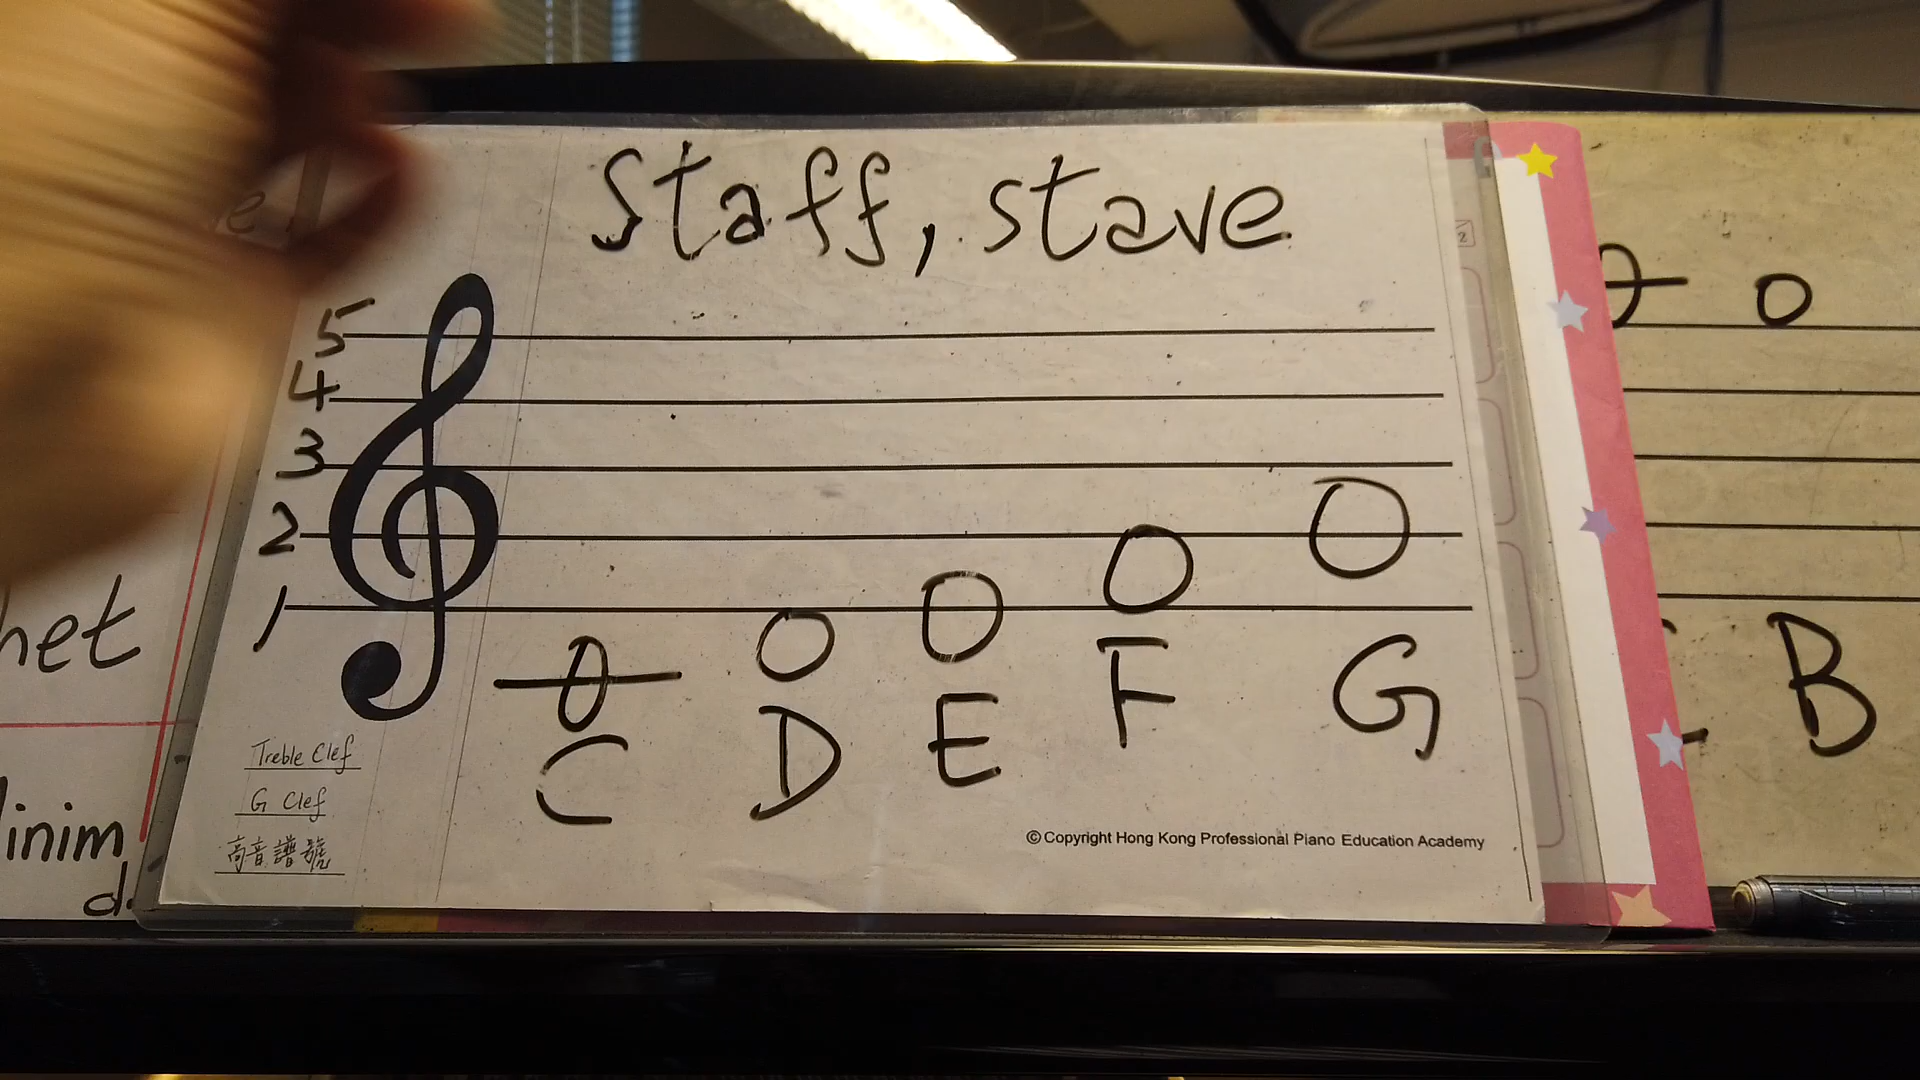 Staff, stave
5
4
3
2
1
C D E F G
Treble Clef
G Clef
高音譜號
© Copyright Hong Kong Professional Piano Education Academy
B
inim
d.